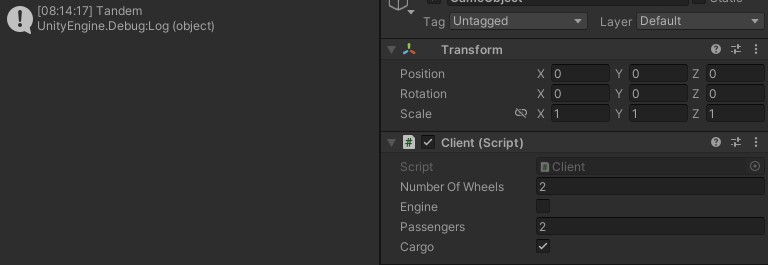 [08:14:17] Tandem
UnityEngine.Debug:Log (object)
Tag Untagged Layer Default
Transform
Position X 0 Y 0 Z 0
Rotation X 0 Y 0 Z 0
Scale X 1 Y 1 Z 1
# Client (Script)
Script # Client
Number Of Wheels 2
Engine
Passengers 2
Cargo